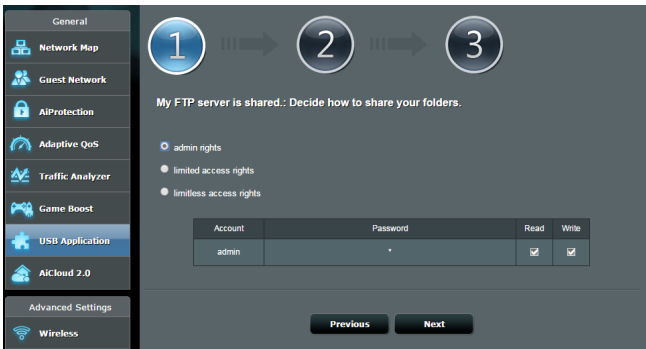 General
Network Map
Guest Network
AiProtection
Adaptive QoS
Traffic Analyzer
Game Boost
USB Application
AiCloud 2.0
Advanced Settings
Wireless
1 2 3
My FTP server is shared.: Decide how to share your folders.
admin rights
limited access rights
limitless access rights
Account Password Read Write
admin *
Previous Next